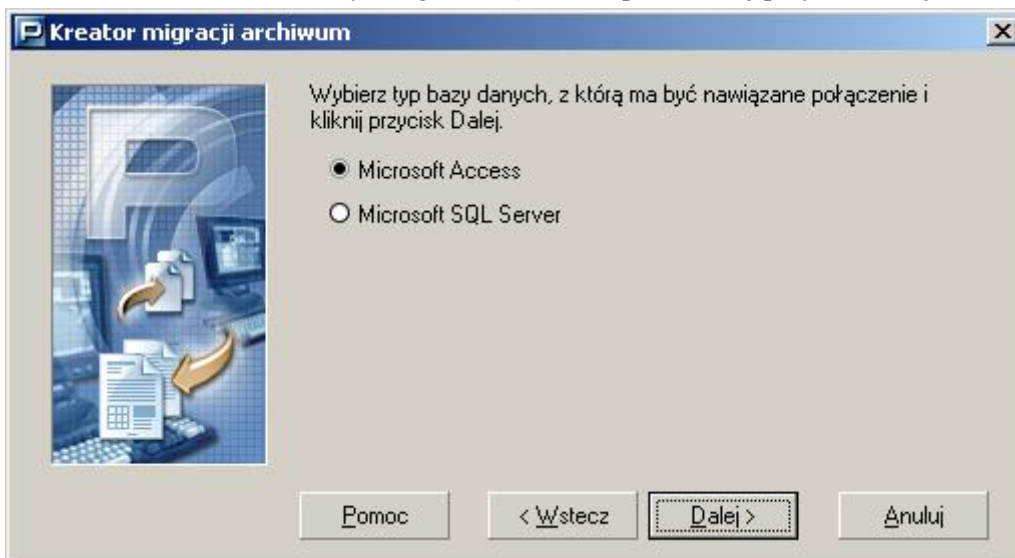 Kreator migracji archiwum
Wybierz typ bazy danych, z którą ma być nawiązane połączenie i
kliknij przycisk Dalej.
Microsoft Access
Microsoft SQL Server
Pomoc
< Wstecz
Dalej >
Anuluj